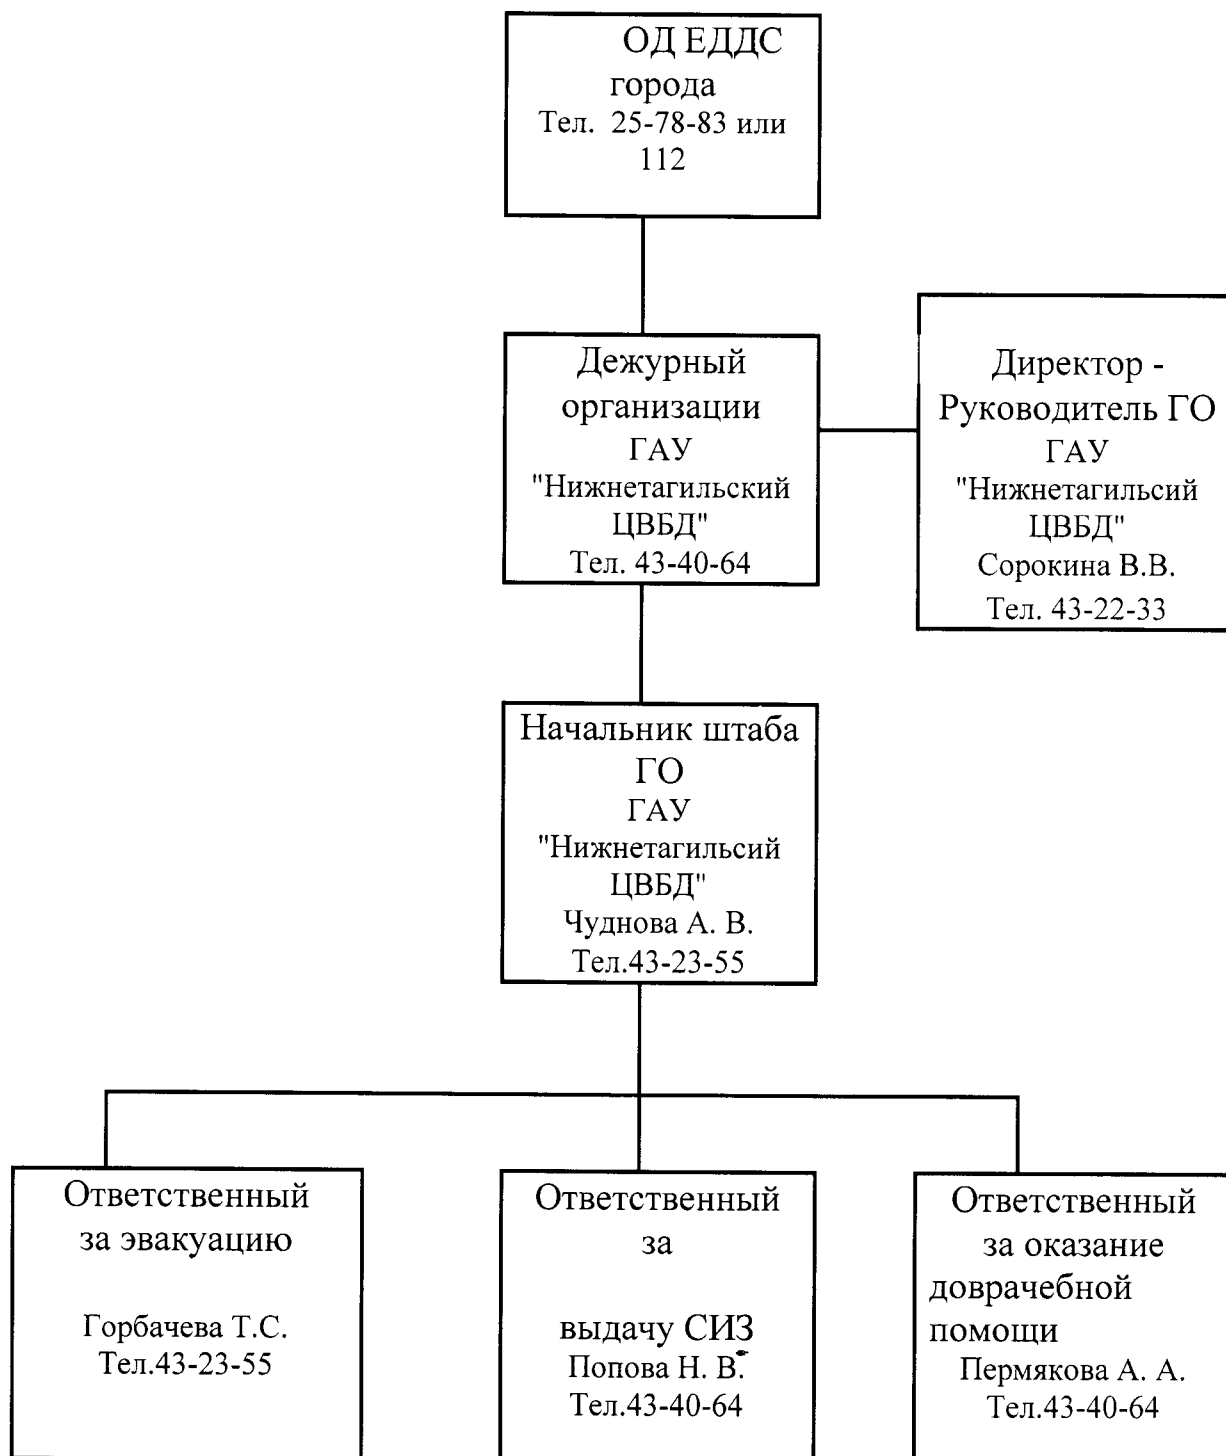 ОД ЕДДС
города
Тел. 25-78-83 или
112
Дежурный
организации
ГАУ
"Нижнетагильский
ЦВБД"
Тел. 43-40-64
Директор -
Руководитель ГО
ГАУ
"Нижнетагильсий
ЦВБД"
Сорокина В.В.
Тел. 43-22-33
Начальник штаба
ГО
ГАУ
"Нижнетагильсий
ЦВБД"
Чуднова А. В.
Тел.43-23-55
Ответственный
за эвакуацию
Горбачева Т.С.
Тел.43-23-55
Ответственный
за
выдачу СИЗ
Попова Н. В.
Тел.43-40-64
Ответственный
за оказание
доврачебной
помощи
Пермякова А. А.
Тел.43-40-64